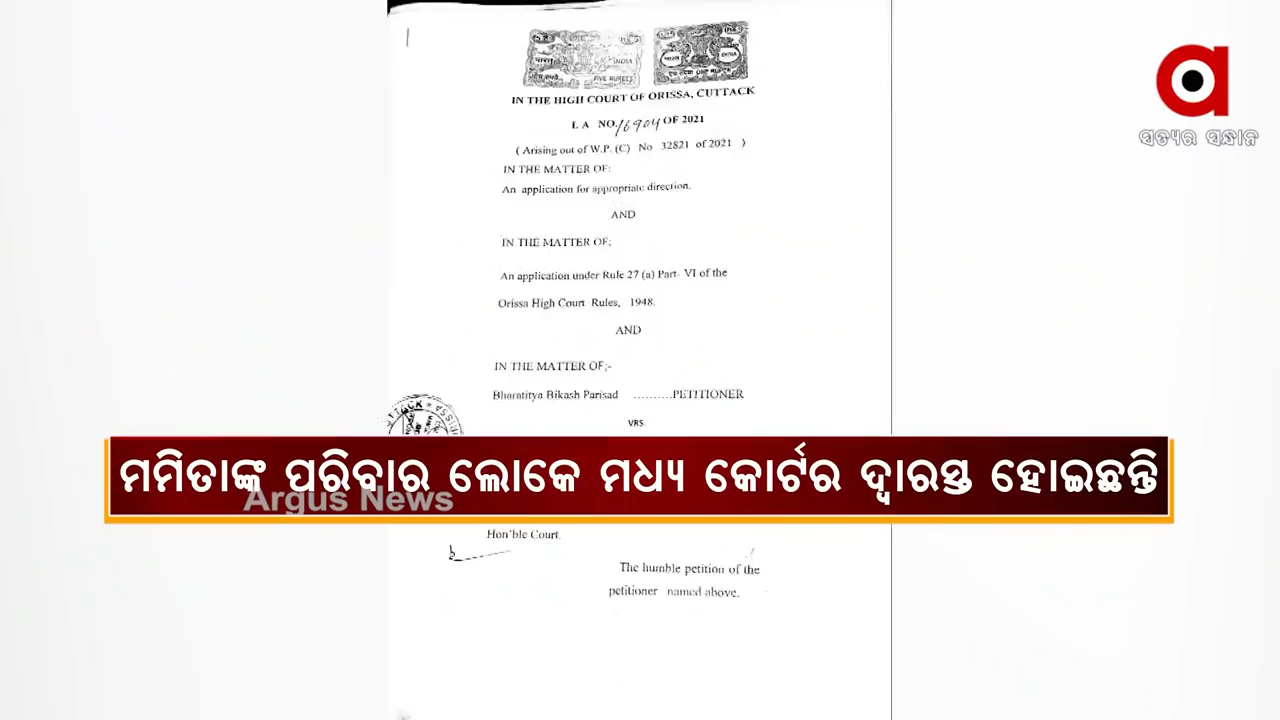 INDIA
FIVE RUPEES
INDIA
IN THE HIGH COURT OF ORISSA, CUTTACK
I. A NO. 16904 OF 2021
( Arising out of W.P. (C) No 32821 of 2021 )
IN THE MATTER OF:
An application for appropriate direction.
AND
IN THE MATTER OF;
An application under Rule 27 (a) Part- VI of the
Orissa High Court Rules, 1948.
AND
IN THE MATTER OF;-
Bharatitya Bikash Parisad ..........PETITIONER
VRS.
ମମିତାଙ୍କ ପରିବାର ଲୋକେ ମଧ୍ୟ କୋର୍ଟର ଦ୍ୱାରସ୍ତ ହୋଇଛନ୍ତି
Argus News
Hon'ble Court.
The humble petition of the
petitioner named above.
a
ସତ୍ୟର ସନ୍ଧାନ